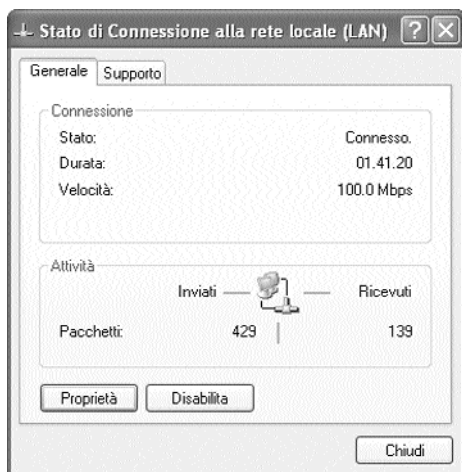 Stato di Connessione alla rete locale (LAN)
Generale Supporto
Connessione
Stato: Connesso.
Durata: 01.41.20
Velocità: 100.0 Mbps
Attività
Inviati Ricevuti
Pacchetti: 429 139
Proprietà Disabilita
Chiudi